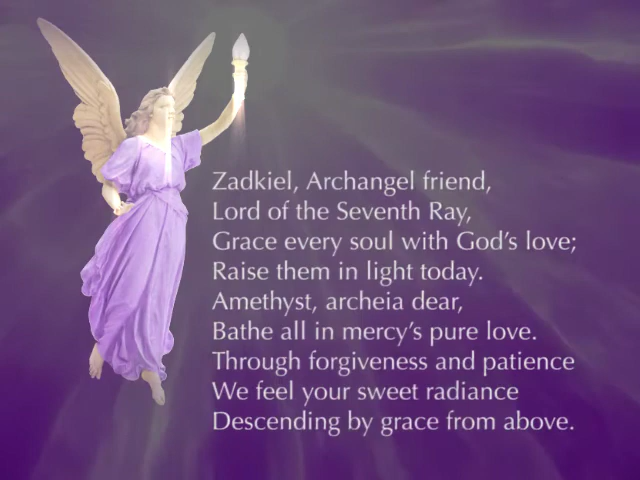 Zadkiel, Archangel friend,
Lord of the Seventh Ray,
Grace every soul with God’s love;
Raise them in light today.
Amethyst, archeia dear,
Bathe all in mercy’s pure love.
Through forgiveness and patience
We feel your sweet radiance
Descending by grace from above.